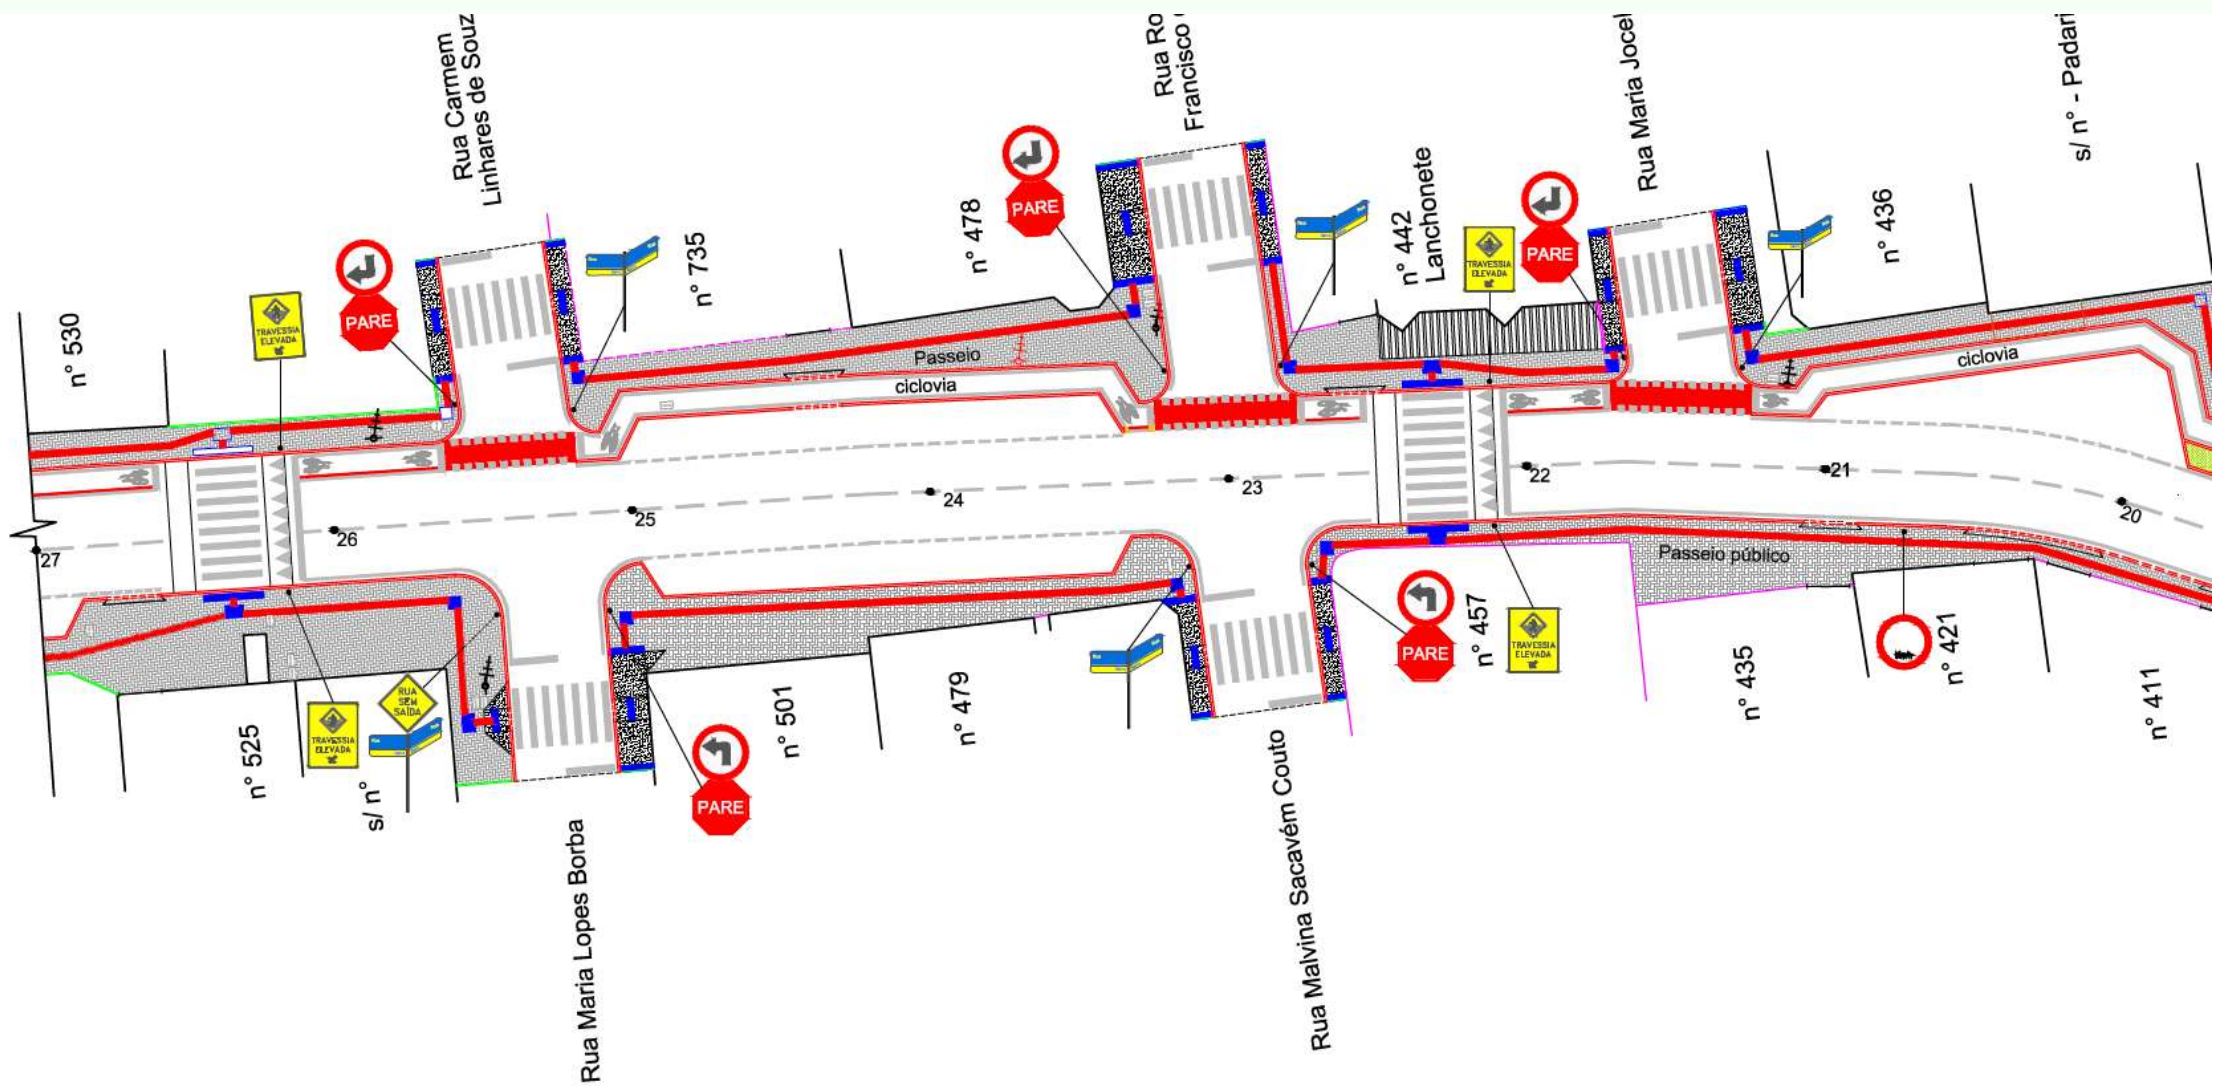 Rua Carmem
Linhares de Souz
Rua Ro
Francisco
Rua Maria Jocel
s/ n° - Padari
n° 530
TRAVESSIA
ELEVADA
PARE
n° 735
n° 478
PARE
n° 442
Lanchonete
TRAVESSIA
ELEVADA
PARE
n° 436
Passeio
ciclovia
ciclovia
27
26
25
24
23
22
21
20
Passeio público
n° 525
TRAVESSIA
ELEVADA
s/ n°
RUA
SEM
SAÍDA
Rua Maria Lopes Borba
PARE
n° 501
n° 479
Rua Malvina Sacavém Couto
PARE
n° 457
TRAVESSIA
ELEVADA
n° 435
n° 421
n° 411